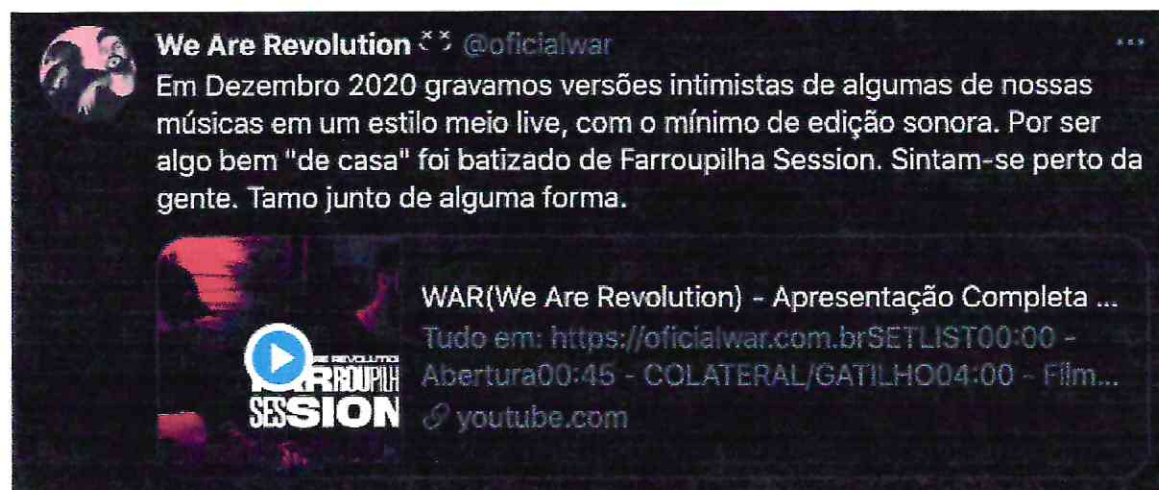 We Are Revolution ˣ͜ˣ @oficialwar
Em Dezembro 2020 gravamos versões intimistas de algumas de nossas
músicas em um estilo meio live, com o mínimo de edição sonora. Por ser
algo bem "de casa" foi batizado de Farroupilha Session. Sintam-se perto da
gente. Tamo junto de alguma forma.
WAR(We Are Revolution) - Apresentação Completa ...
Tudo em: https://oficialwar.com.brSETLIST00:00 -
Abertura00:45 - COLATERAL/GATILHO04:00 - Film...
youtube.com
SESSION